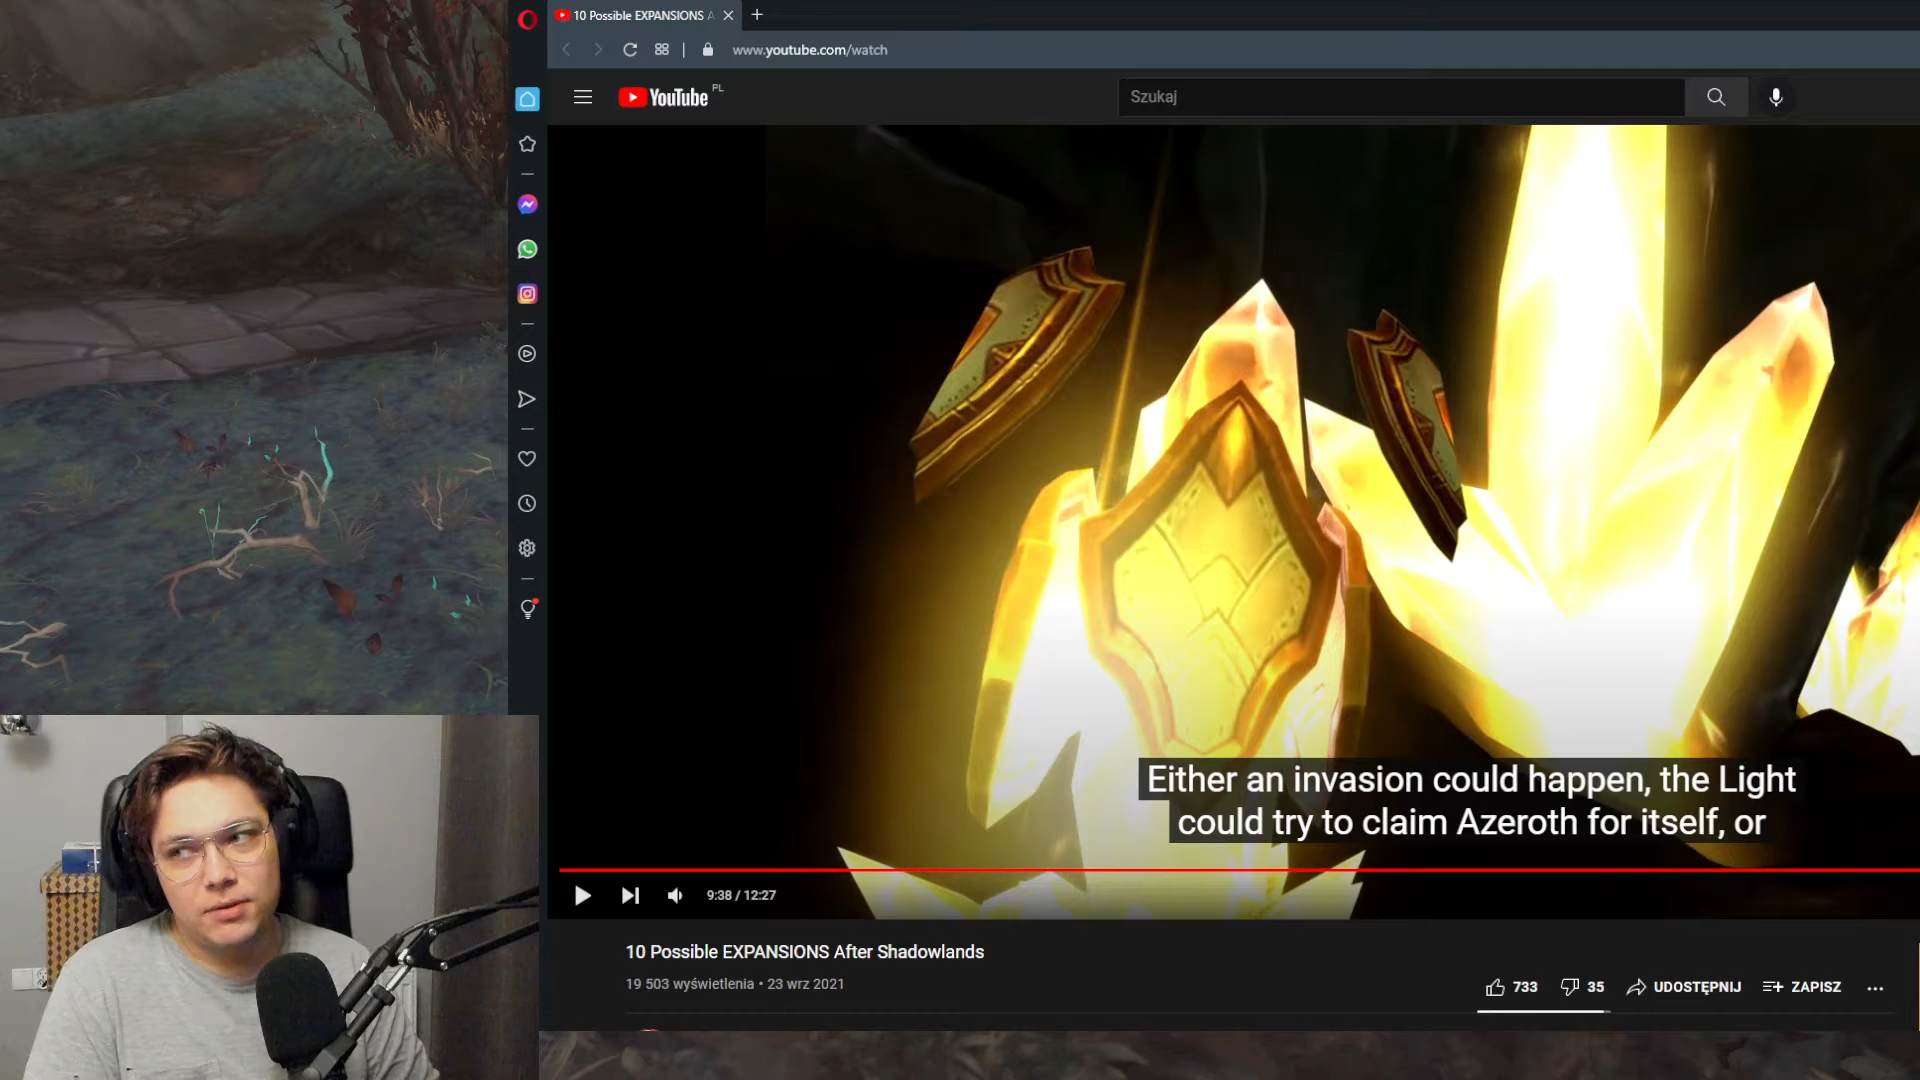 10 Possible EXPANSIONS A
www.youtube.com/watch
YouTube PL
Szukaj
Either an invasion could happen, the Light
could try to claim Azeroth for itself, or
9:38 / 12:27
10 Possible EXPANSIONS After Shadowlands
19 503 wyświetlenia • 23 wrz 2021
733
35
UDOSTĘPNIJ
ZAPISZ